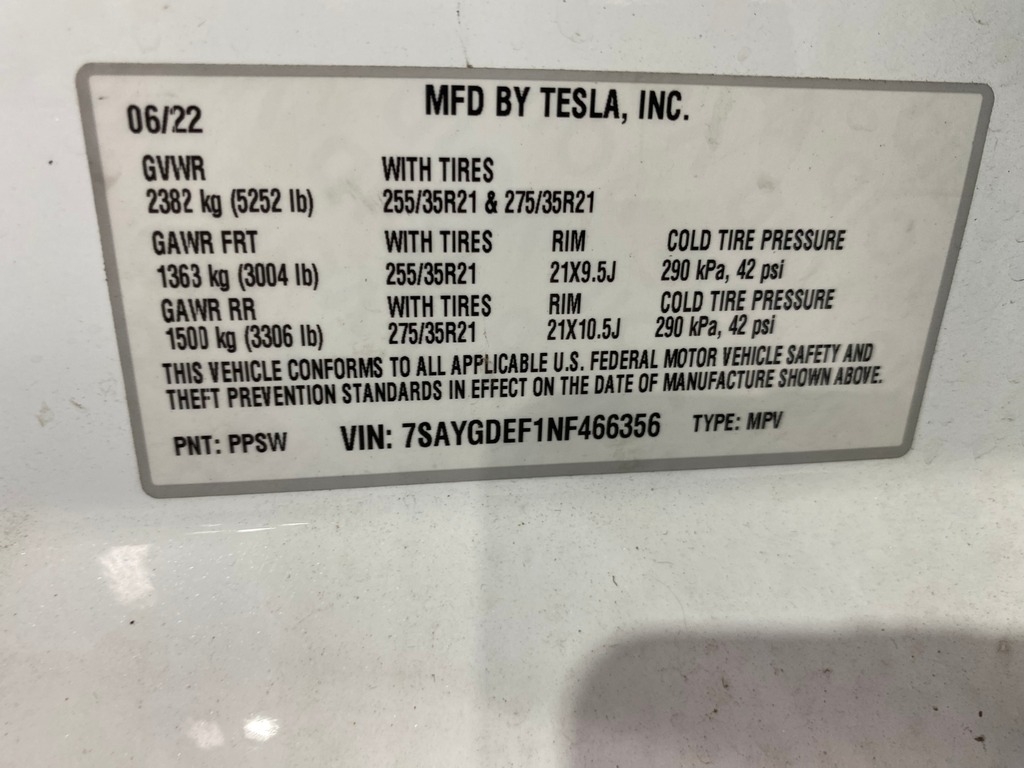 MFD BY TESLA, INC.
06/22
GVWR WITH TIRES
2382 kg (5252 lb) 255/35R21 & 275/35R21
GAWR FRT WITH TIRES RIM COLD TIRE PRESSURE
1363 kg (3004 lb) 255/35R21 21X9.5J 290 kPa, 42 psi
GAWR RR WITH TIRES RIM COLD TIRE PRESSURE
1500 kg (3306 lb) 275/35R21 21X10.5J 290 kPa, 42 psi
THIS VEHICLE CONFORMS TO ALL APPLICABLE U.S. FEDERAL MOTOR VEHICLE SAFETY AND
THEFT PREVENTION STANDARDS IN EFFECT ON THE DATE OF MANUFACTURE SHOWN ABOVE.
PNT: PPSW VIN: 7SAYGDEF1NF466356 TYPE: MPV